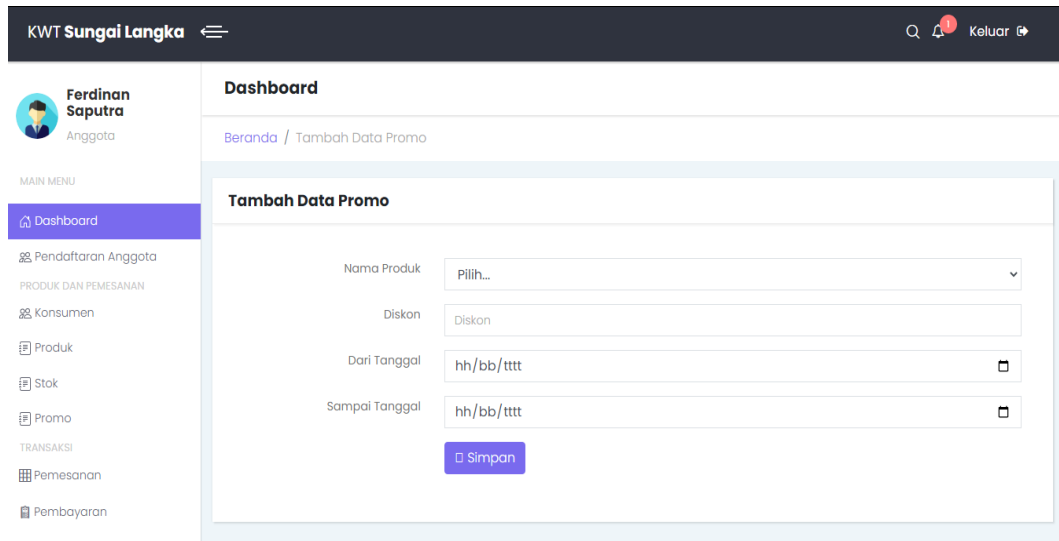 KWT Sungai Langka
1
Keluar
Ferdinan
Saputra
Anggota
MAIN MENU
Dashboard
Pendaftaran Anggota
PRODUK DAN PEMESANAN
Konsumen
Produk
Stok
Promo
TRANSAKSI
Pemesanan
Pembayaran
Dashboard
Beranda / Tambah Data Promo
Tambah Data Promo
Nama Produk
Pilih...
Diskon
Diskon
Dari Tanggal
hh/bb/tttt
Sampai Tanggal
hh/bb/tttt
Simpan